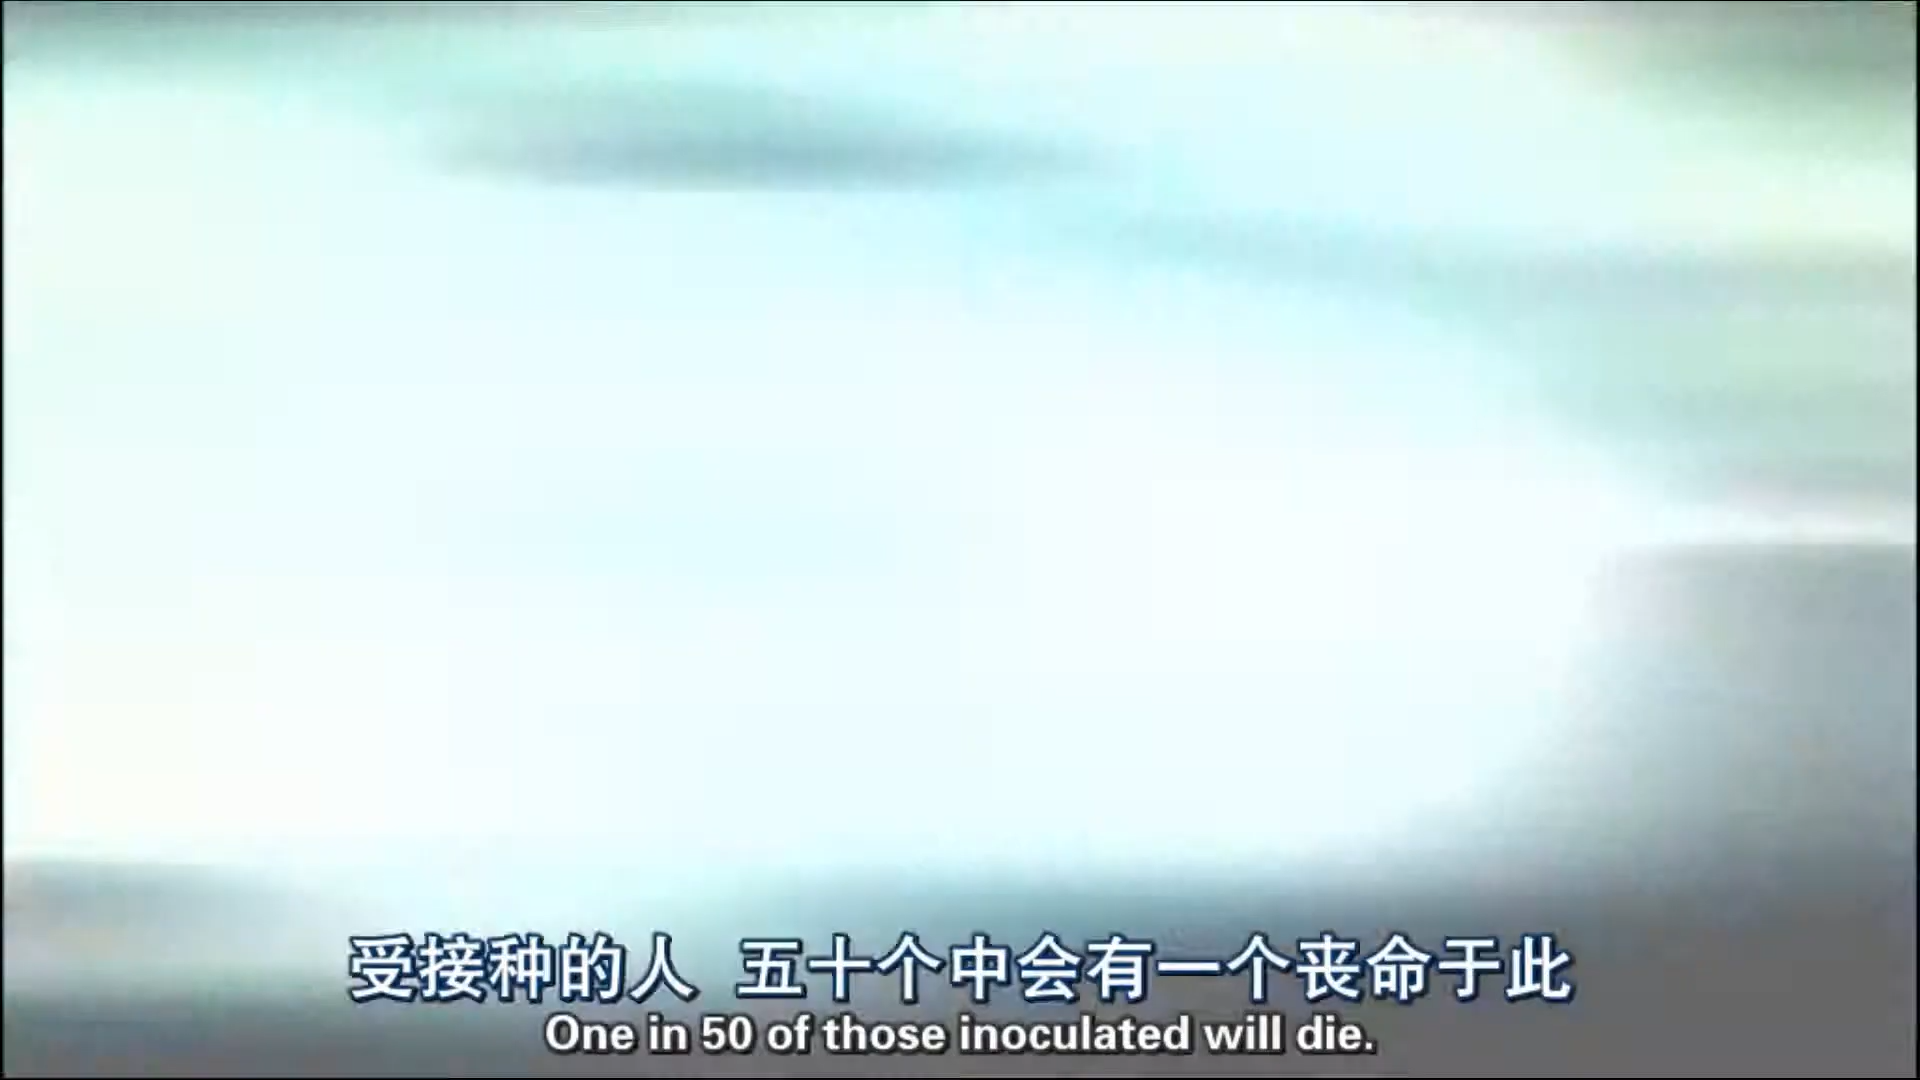 受接种的人 五十个中会有一个丧命于此
One in 50 of those inoculated will die.